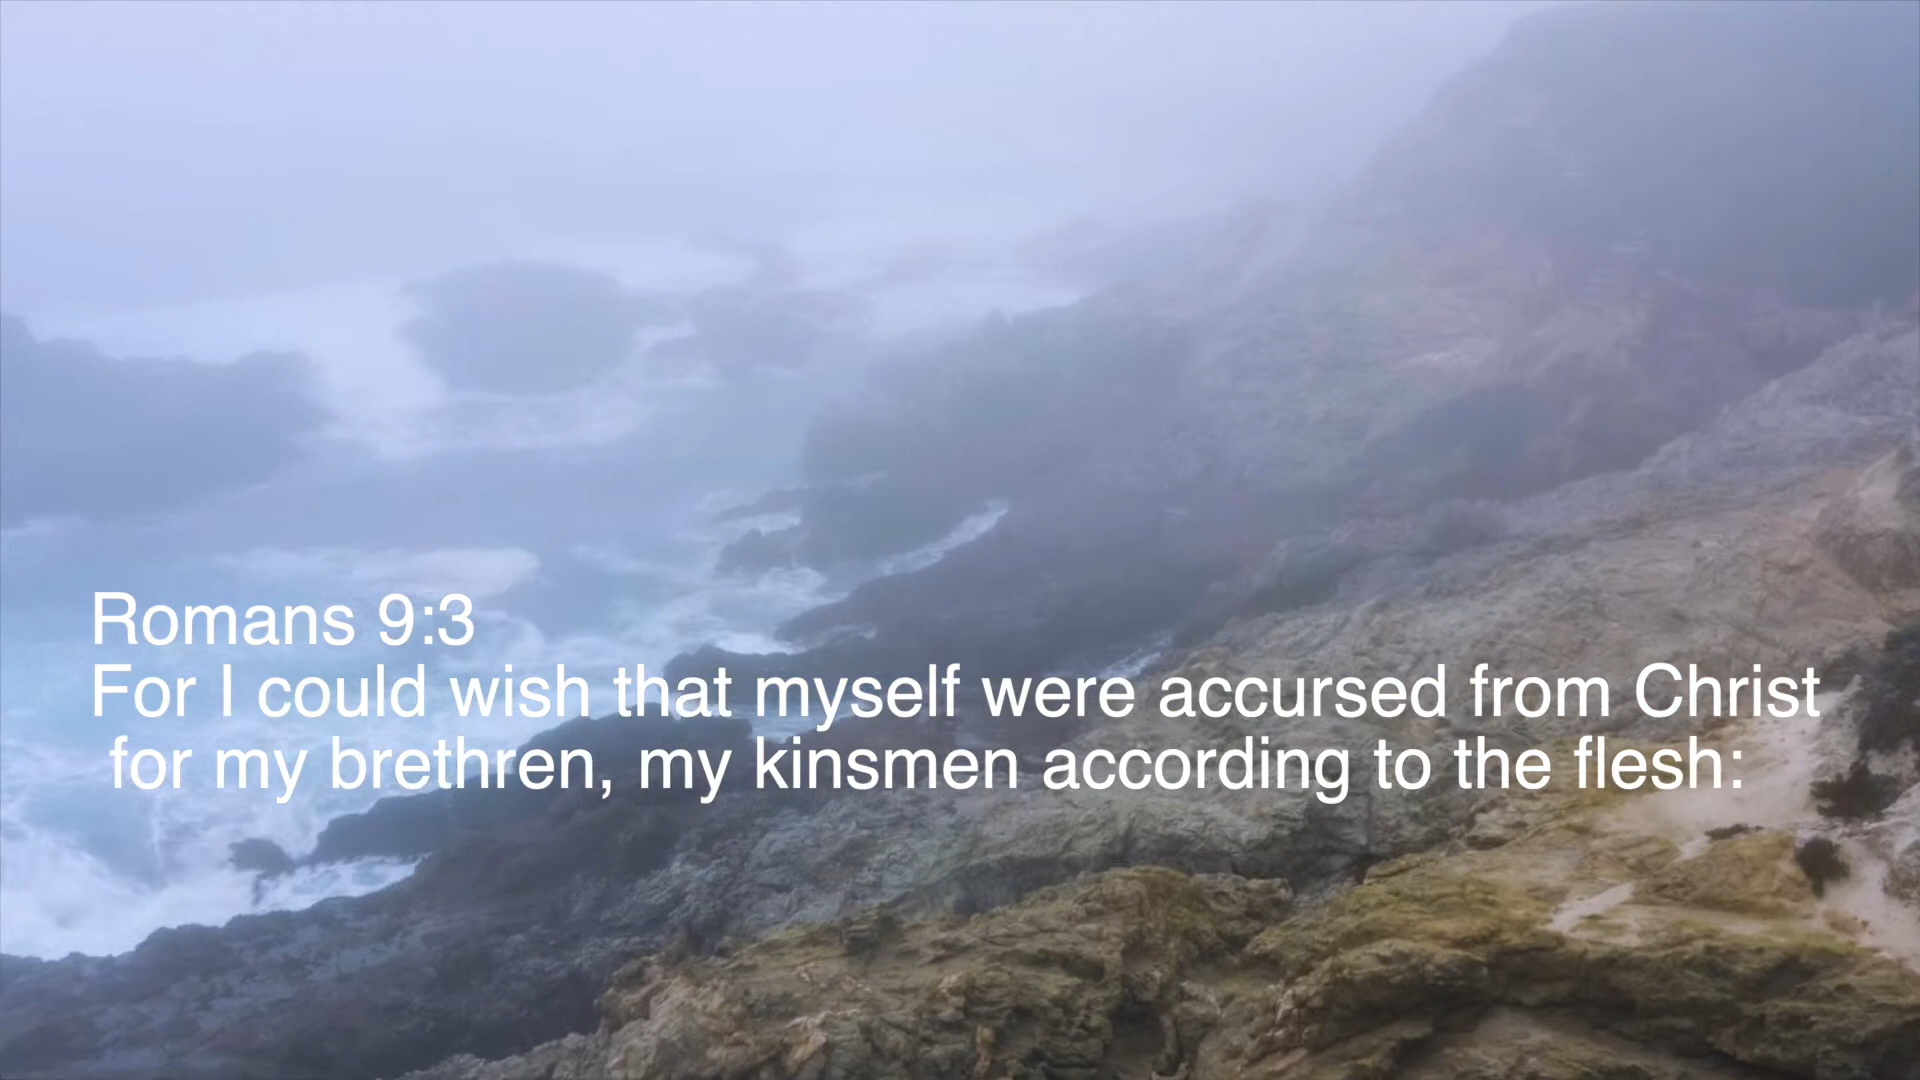 Romans 9:3
For I could wish that myself were accursed from Christ
for my brethren, my kinsmen according to the flesh: